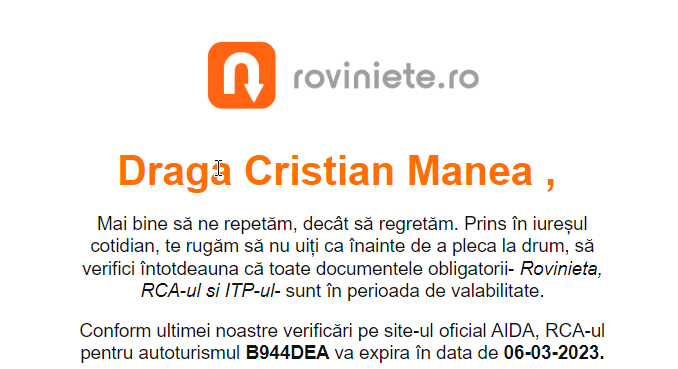 roviniete.ro
Draga Cristian Manea ,
Mai bine să ne repetăm, decât să regretăm. Prins în iureșul
cotidian, te rugăm să nu uiți ca înainte de a pleca la drum, să
verifici întotdeauna că toate documentele obligatorii- Rovinieta,
RCA-ul si ITP-ul- sunt în perioada de valabilitate.
Conform ultimei noastre verificări pe site-ul oficial AIDA, RCA-ul
pentru autoturismul B944DEA va expira în data de 06-03-2023.